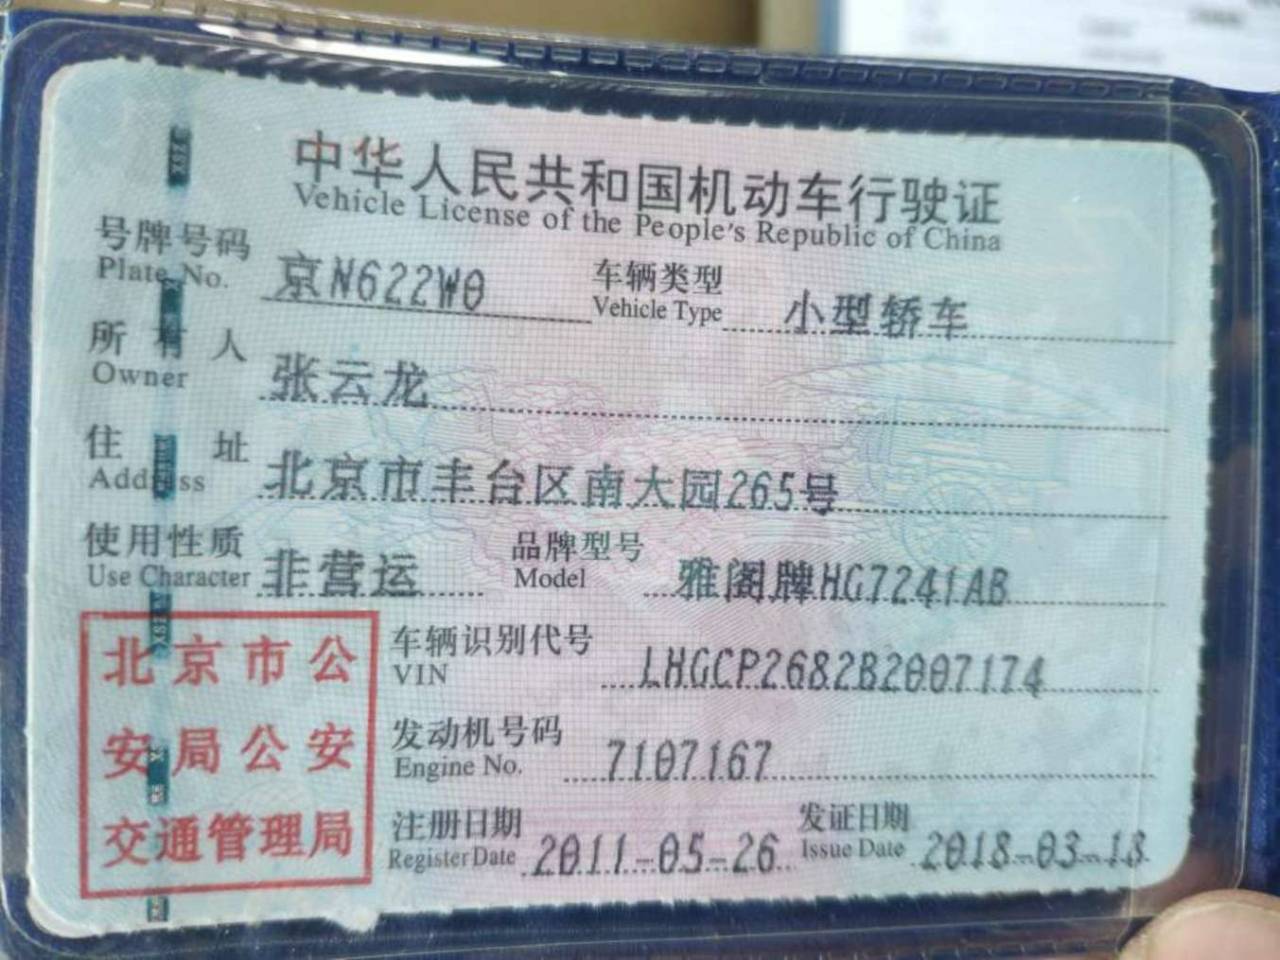 中华人民共和国机动车行驶证
Vehicle License of the People's Republic of China
号牌号码 京N622W0 车辆类型 小型轿车
Plate No. Vehicle Type
所有人 张云龙
Owner
住址 北京市丰台区南大园265号
Address
使用性质 非营运 品牌型号 雅阁牌HG7241AB
Use Character Model
北京市公安局公安交通管理局
车辆识别代号 LHGCP2682B2007174
VIN
发动机号码 7107167
Engine No.
注册日期 2011-05-26 发证日期 2018-03-18
Register Date Issue Date